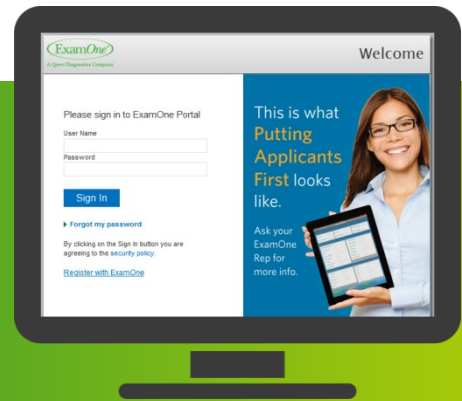 ExamOne
A Quest Diagnostics Company
Welcome
Please sign in to ExamOne Portal
User Name
Password
Sign In
Forgot my password
By clicking on the Sign In button you are
agreeing to the security policy.
Register with ExamOne
This is what
Putting
Applicants
First looks
like.
Ask your
ExamOne
Rep for
more info.